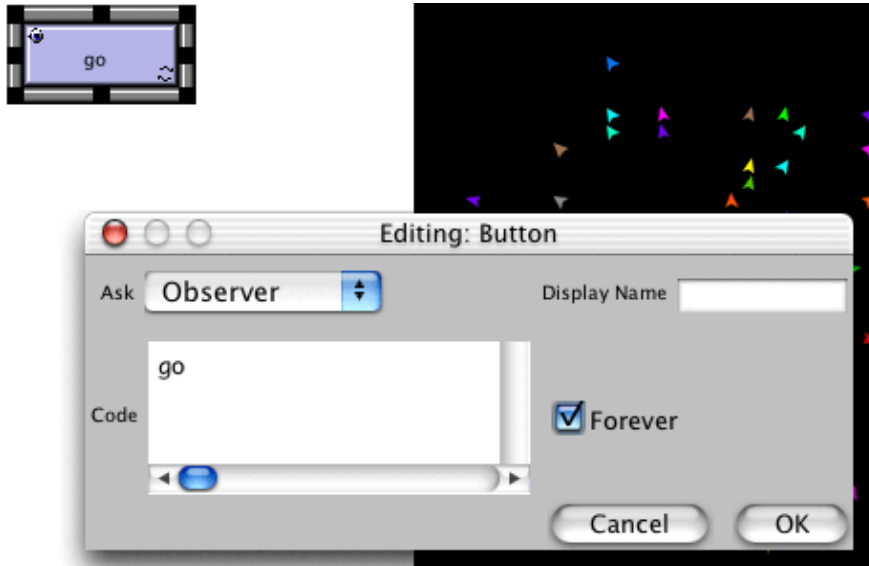 go
Editing: Button
Ask Observer Display Name
go
Code
Forever
Cancel OK